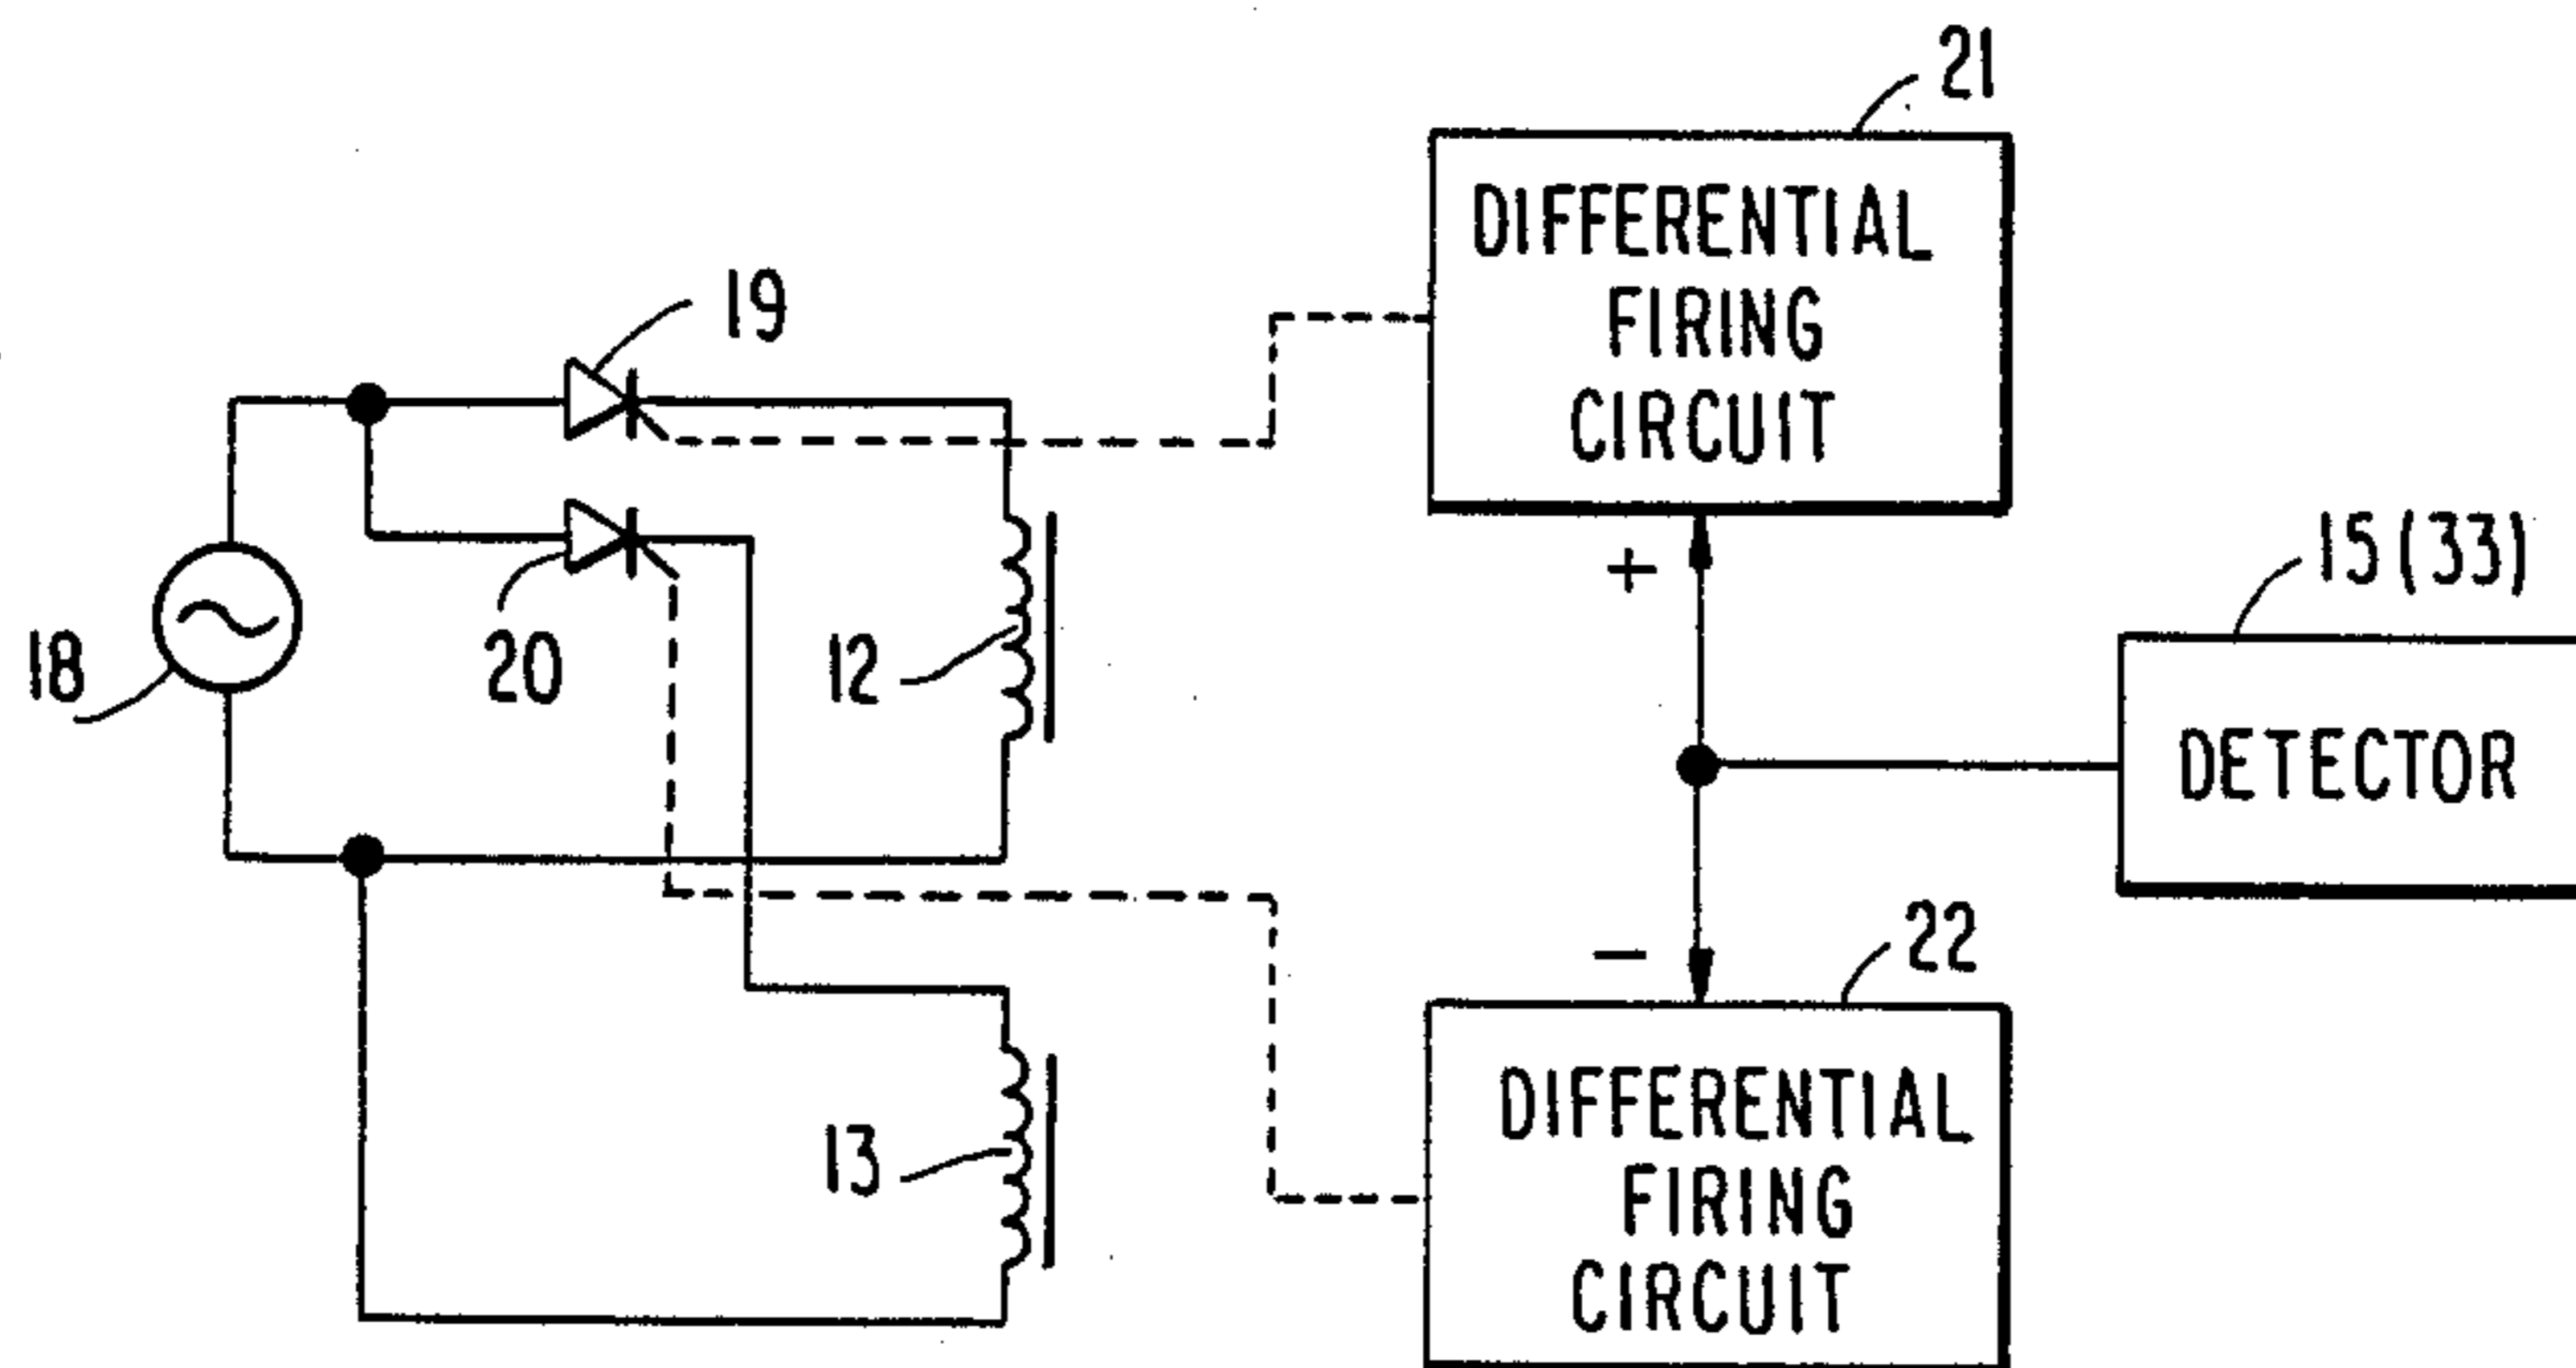 21
DIFFERENTIAL
FIRING
CIRCUIT
19
15(33)
+
18
20
12
DETECTOR
−
22
13
DIFFERENTIAL
FIRING
CIRCUIT